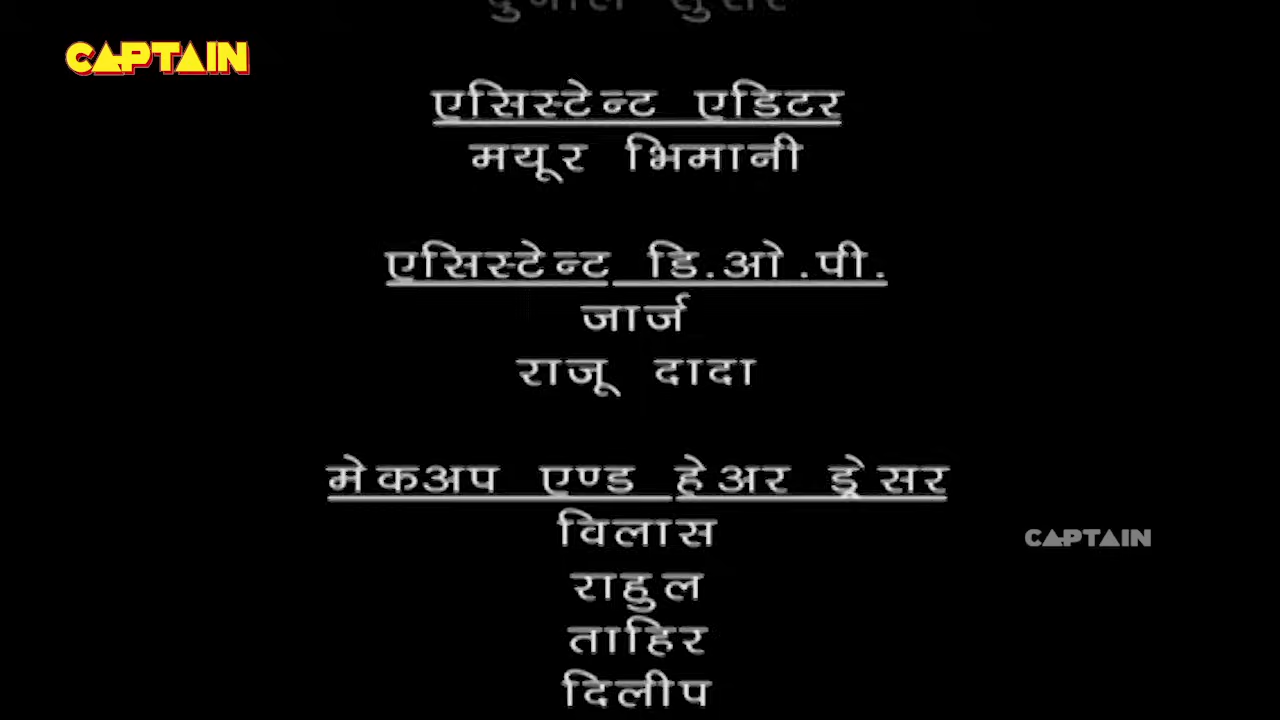 CAPTAIN
एसिस्टेन्ट एडिटर
मयूर भिमानी
एसिस्टेन्ट डि.ओ.पी.
जार्ज
राजू दादा
मेकअप एण्ड हेअर ड्रेसर
विलास
CAPTAIN
राहुल
ताहिर
दिलीप